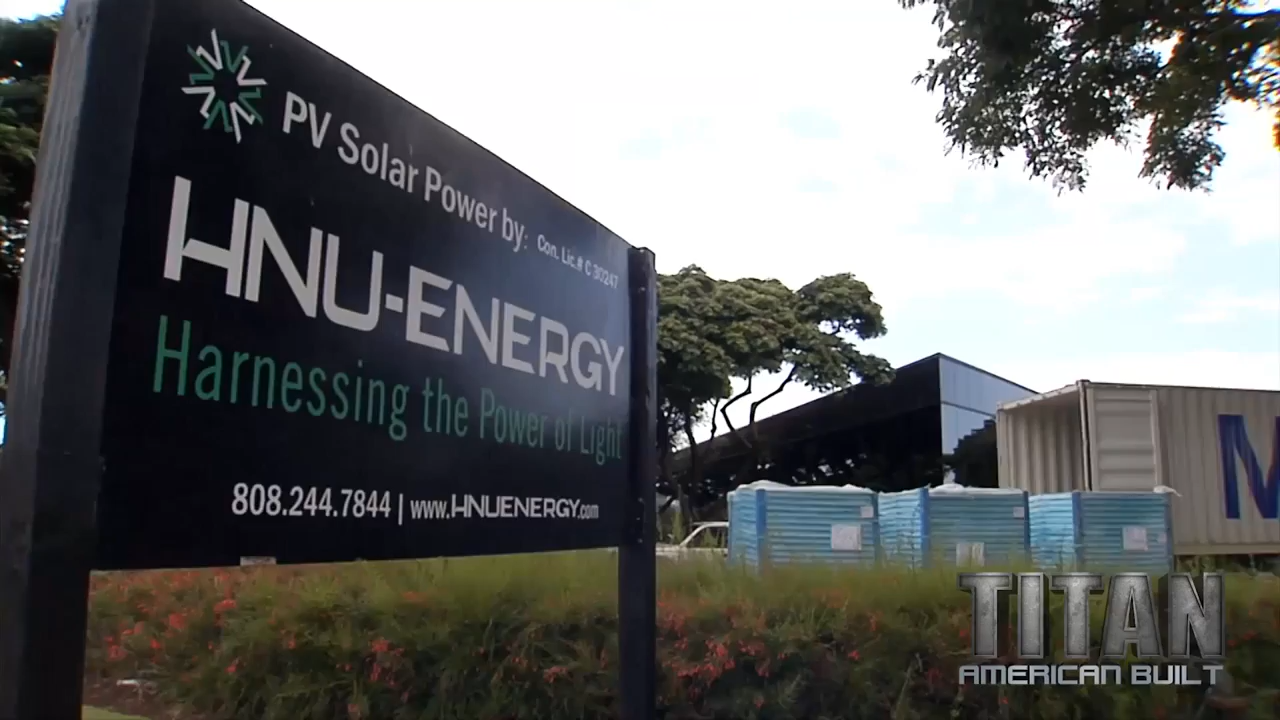 PV Solar Power by: Con. Lic.# C 30247
HNU-ENERGY
Harnessing the Power of Light
808.244.7844 | www.HNUENERGY.com
M
TITAN
AMERICAN BUILT